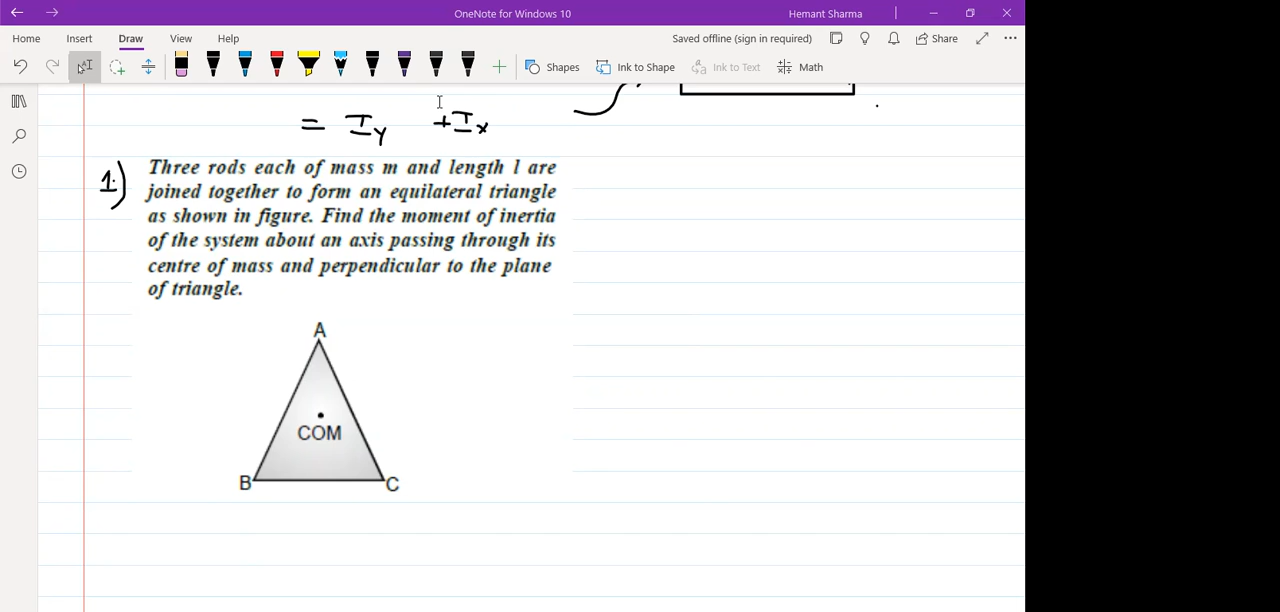 OneNote for Windows 10
Hemant Sharma
Home Insert Draw View Help
Saved offline (sign in required)
Share
Shapes
Ink to Shape
Ink to Text
Math
= Iy + Ix
1.)
Three rods each of mass m and length l are
joined together to form an equilateral triangle
as shown in figure. Find the moment of inertia
of the system about an axis passing through its
centre of mass and perpendicular to the plane
of triangle.
A
COM
B
C